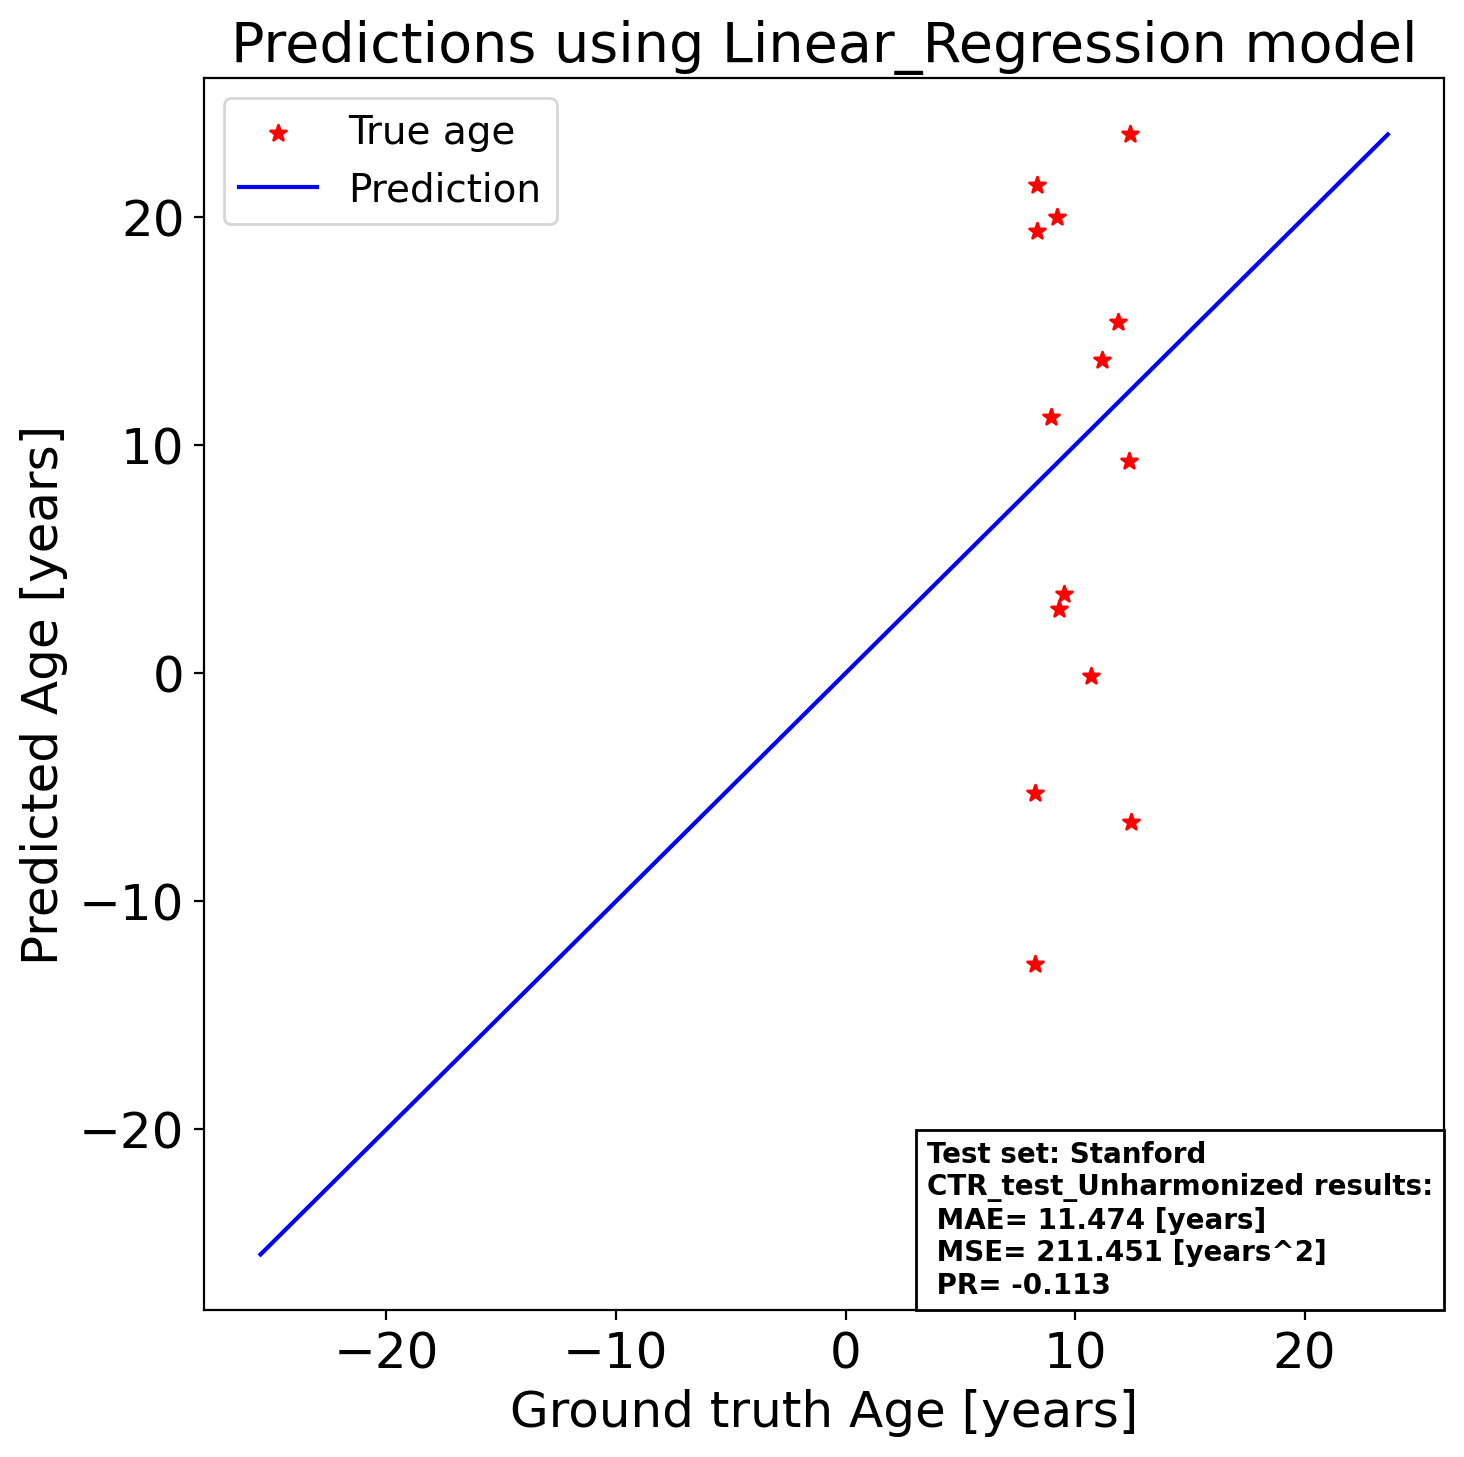 Predictions using Linear_Regression model
True age
Prediction
20
10
0
−10
−20
Predicted Age [years]
Test set: Stanford
CTR_test_Unharmonized results:
MAE= 11.474 [years]
MSE= 211.451 [years^2]
PR= -0.113
−20 −10 0 10 20
Ground truth Age [years]